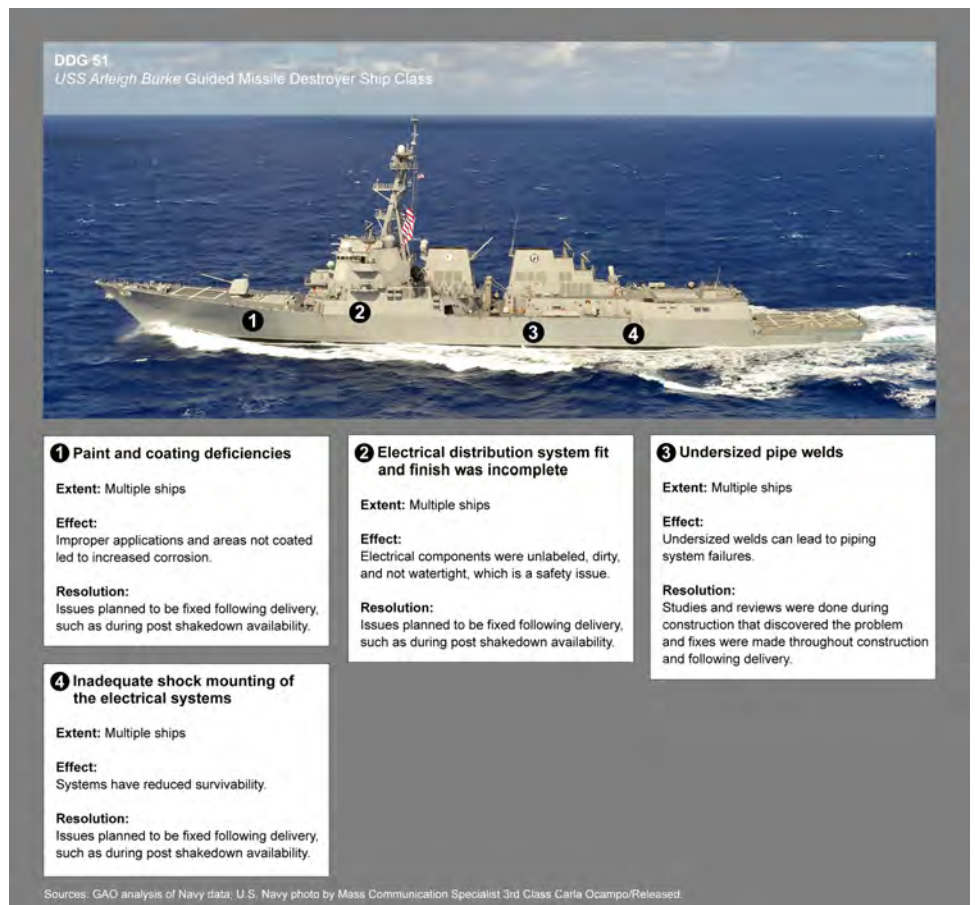 DDG 51
USS Arleigh Burke Guided Missile Destroyer Ship Class
1
2
3
4
1 Paint and coating deficiencies
Extent: Multiple ships
Effect:
Improper applications and areas not coated
led to increased corrosion.
Resolution:
Issues planned to be fixed following delivery,
such as during post shakedown availability.
2 Electrical distribution system fit
and finish was incomplete
Extent: Multiple ships
Effect:
Electrical components were unlabeled, dirty,
and not watertight, which is a safety issue.
Resolution:
Issues planned to be fixed following delivery,
such as during post shakedown availability.
3 Undersized pipe welds
Extent: Multiple ships
Effect:
Undersized welds can lead to piping
system failures.
Resolution:
Studies and reviews were done during
construction that discovered the problem
and fixes were made throughout construction
and following delivery.
4 Inadequate shock mounting of
the electrical systems
Extent: Multiple ships
Effect:
Systems have reduced survivability.
Resolution:
Issues planned to be fixed following delivery,
such as during post shakedown availability.
Sources: GAO analysis of Navy data; U.S. Navy photo by Mass Communication Specialist 3rd Class Carla Ocampo/Released.